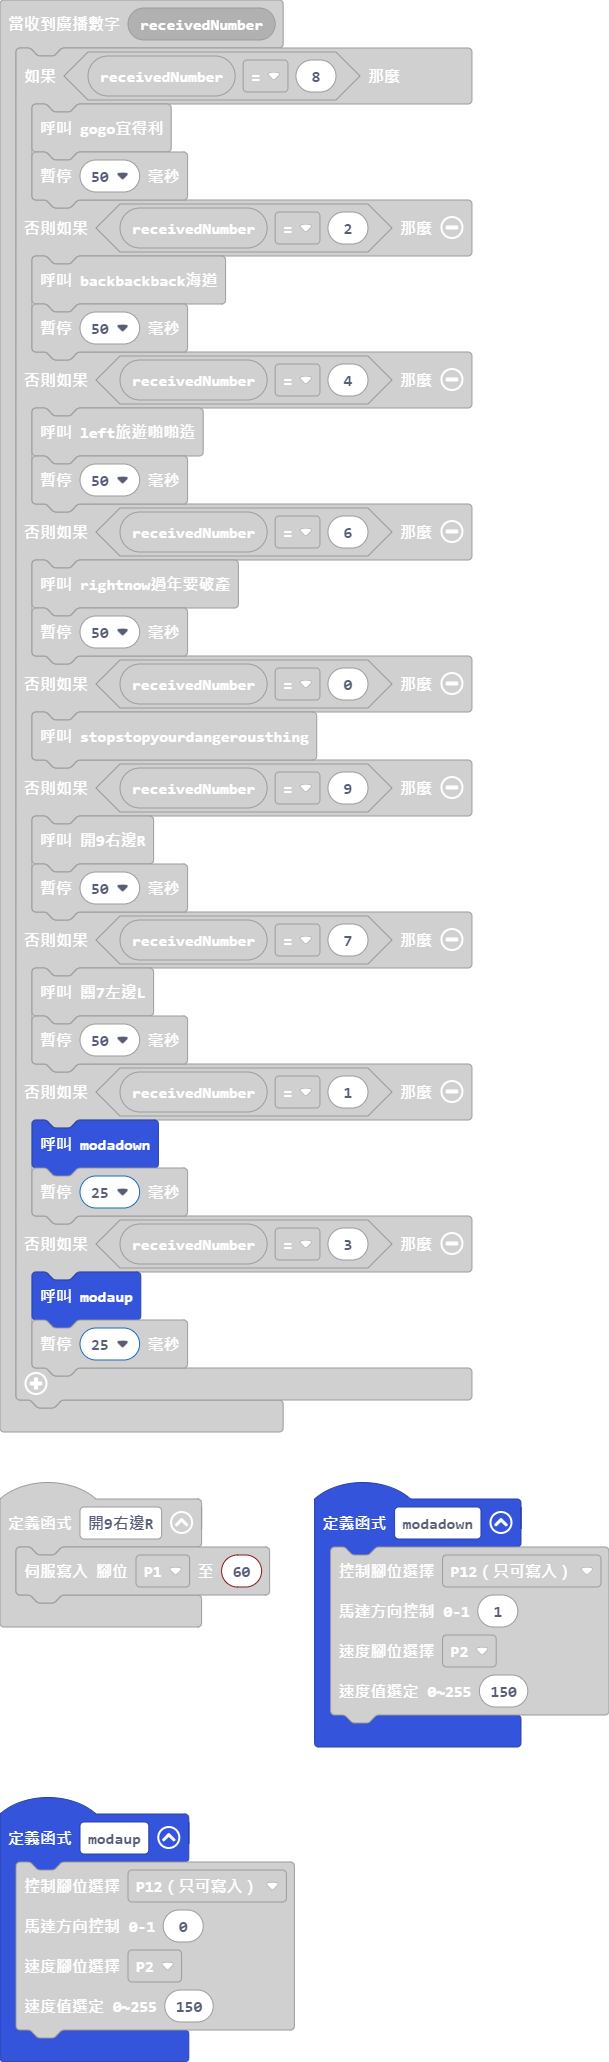 當收到廣播數字 receivedNumber
如果 receivedNumber = 8 那麼
呼叫 gogo宜得利
暫停 50 毫秒
否則如果 receivedNumber = 2 那麼
呼叫 backbackback海道
暫停 50 毫秒
否則如果 receivedNumber = 4 那麼
呼叫 left旅遊啪啪造
暫停 50 毫秒
否則如果 receivedNumber = 6 那麼
呼叫 rightnow過年要破產
暫停 50 毫秒
否則如果 receivedNumber = 0 那麼
呼叫 stopstopyourdangerousthing
否則如果 receivedNumber = 9 那麼
呼叫 開9右邊R
暫停 50 毫秒
否則如果 receivedNumber = 7 那麼
呼叫 關7左邊L
暫停 50 毫秒
否則如果 receivedNumber = 1 那麼
呼叫 modadown
暫停 25 毫秒
否則如果 receivedNumber = 3 那麼
呼叫 modaup
暫停 25 毫秒
定義函式 開9右邊R
伺服寫入 腳位 P1 至 60
定義函式 modadown
控制腳位選擇 P12(只可寫入)
馬達方向控制 0-1 1
速度腳位選擇 P2
速度值選定 0~255 150
定義函式 modaup
控制腳位選擇 P12(只可寫入)
馬達方向控制 0-1 0
速度腳位選擇 P2
速度值選定 0~255 150